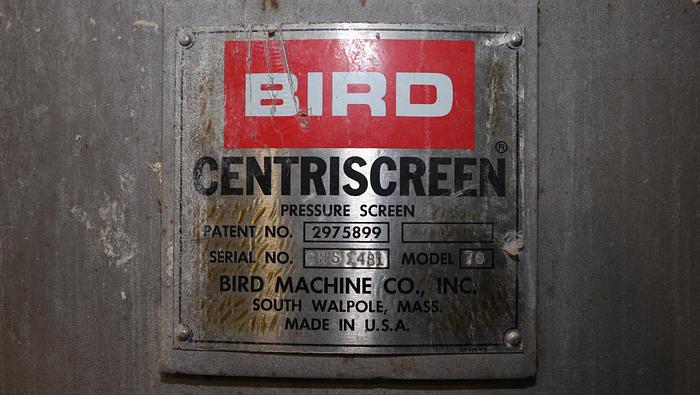 BIRD
CENTRISCREEN®
PRESSURE SCREEN
PATENT NO. 2975899
SERIAL NO. MODEL
BIRD MACHINE CO., INC.
SOUTH WALPOLE, MASS.
MADE IN U.S.A.